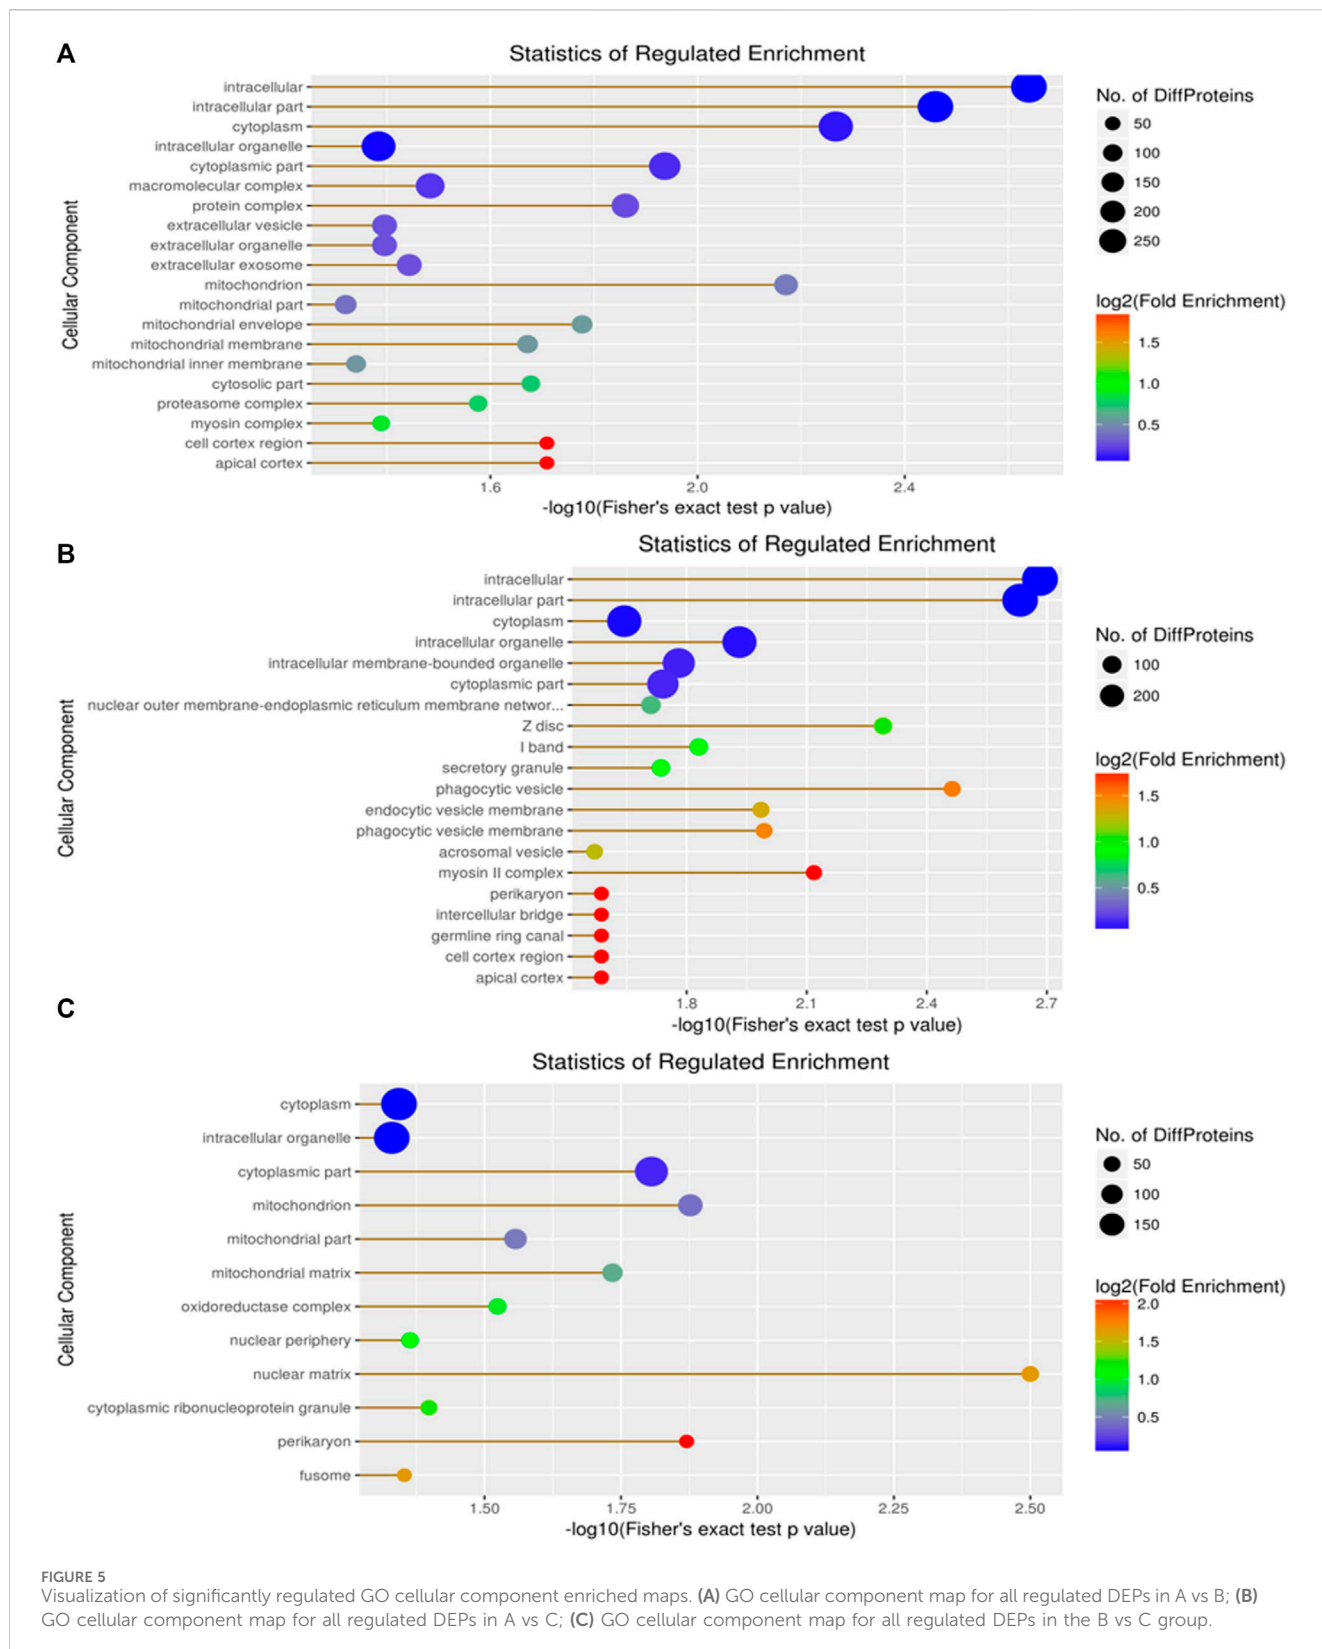 A
Statistics of Regulated Enrichment
Cellular Component
intracellular
intracellular part
cytoplasm
intracellular organelle
cytoplasmic part
macromolecular complex
protein complex
extracellular vesicle
extracellular organelle
extracellular exosome
mitochondrion
mitochondrial part
mitochondrial envelope
mitochondrial membrane
mitochondrial inner membrane
cytosolic part
proteasome complex
myosin complex
cell cortex region
apical cortex
1.6 2.0 2.4
-log10(Fisher's exact test p value)
No. of DiffProteins
50
100
150
200
250
log2(Fold Enrichment)
1.5
1.0
0.5
B
Statistics of Regulated Enrichment
Cellular Component
intracellular
intracellular part
cytoplasm
intracellular organelle
intracellular membrane-bounded organelle
cytoplasmic part
nuclear outer membrane-endoplasmic reticulum membrane networ...
Z disc
I band
secretory granule
phagocytic vesicle
endocytic vesicle membrane
phagocytic vesicle membrane
acrosomal vesicle
myosin II complex
perikaryon
intercellular bridge
germline ring canal
cell cortex region
apical cortex
1.8 2.1 2.4 2.7
-log10(Fisher's exact test p value)
No. of DiffProteins
100
200
log2(Fold Enrichment)
1.5
1.0
0.5
C
Statistics of Regulated Enrichment
Cellular Component
cytoplasm
intracellular organelle
cytoplasmic part
mitochondrion
mitochondrial part
mitochondrial matrix
oxidoreductase complex
nuclear periphery
nuclear matrix
cytoplasmic ribonucleoprotein granule
perikaryon
fusome
1.50 1.75 2.00 2.25 2.50
-log10(Fisher's exact test p value)
No. of DiffProteins
50
100
150
log2(Fold Enrichment)
2.0
1.5
1.0
0.5
FIGURE 5
Visualization of significantly regulated GO cellular component enriched maps. (A) GO cellular component map for all regulated DEPs in A vs B; (B)
GO cellular component map for all regulated DEPs in A vs C; (C) GO cellular component map for all regulated DEPs in the B vs C group.